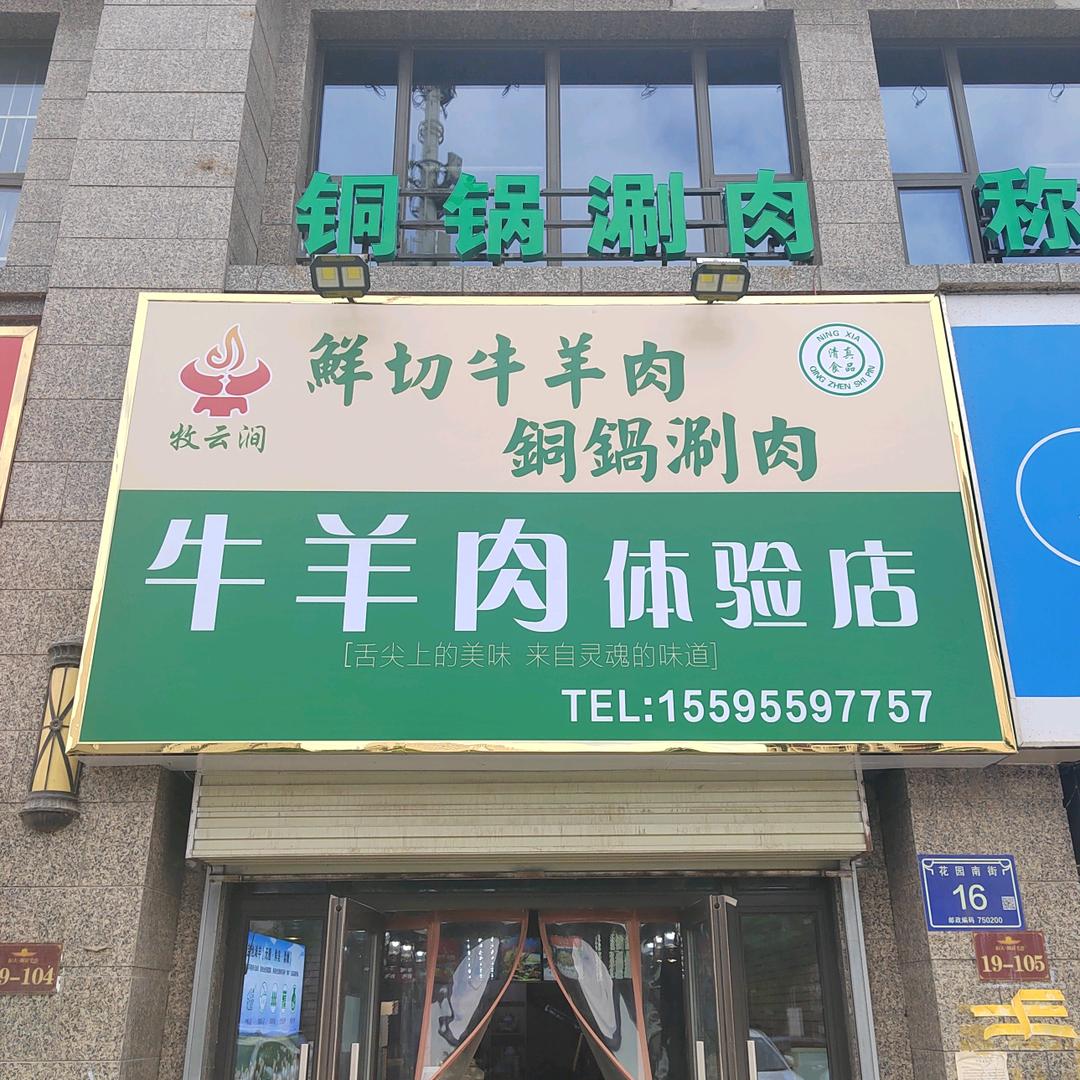 铜锅涮肉 称
鮮切牛羊肉
銅鍋涮肉
牧云涧
NING XIA
清真
食品
QING ZHEN SHI PIN
牛羊肉体验店
[舌尖上的美味 来自灵魂的味道]
TEL:15595597757
花园南街
16
邮政编码 750200
19-105
9-104